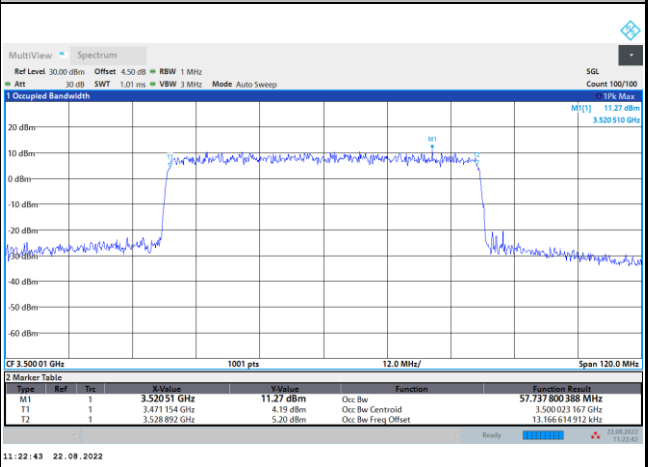 MultiView Spectrum
Ref Level 30.00 dBm Offset 4.50 dB RBW 1 MHz SGL
Att 30 dB SWT 1.01 ms VBW 3 MHz Mode Auto Sweep Count 100/100
1 Occupied Bandwidth 1Pk Max
M1[1] 11.27 dBm
3.520 510 GHz
20 dBm
M1
10 dBm
T1 T2
0 dBm
-10 dBm
-20 dBm
-30 dBm
-40 dBm
-50 dBm
-60 dBm
CF 3.500 01 GHz 1001 pts 12.0 MHz/ Span 120.0 MHz
2 Marker Table
Type Ref Trc X-Value Y-Value Function Function Result
M1 1 3.520 51 GHz 11.27 dBm Occ Bw 57.737 800 388 MHz
T1 1 3.471 154 GHz 4.19 dBm Occ Bw Centroid 3.500 023 167 GHz
T2 1 3.528 892 GHz 5.20 dBm Occ Bw Freq Offset 13.166 614 912 kHz
Ready 22.08.2022
11:22:42
11:22:43 22.08.2022